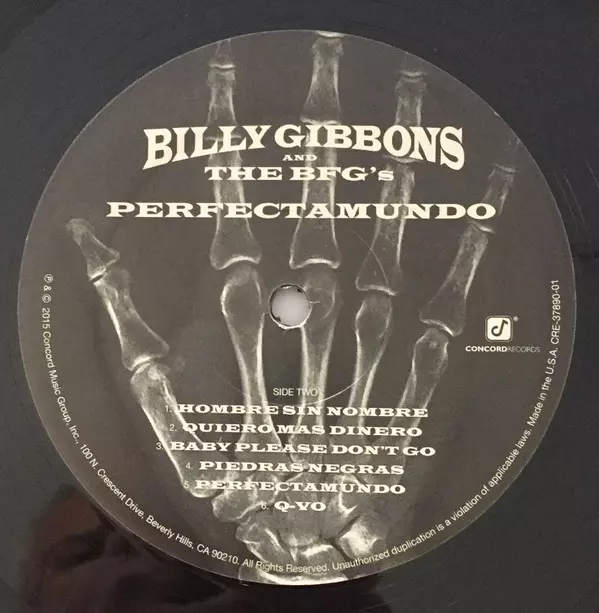 BILLY GIBBONS
AND
THE BFG's
PERFECTAMUNDO
CONCORDRECORDS
SIDE TWO
1. HOMBRE SIN NOMBRE
2. QUIERO MAS DINERO
3. BABY PLEASE DON'T GO
4. PIEDRAS NEGRAS
5. PERFECTAMUNDO
6. Q-VO
℗ & © 2015 Concord Music Group, Inc., 100 N. Crescent Drive, Beverly Hills, CA 90210. All Rights Reserved. Unauthorized duplication is a violation of applicable laws. Made in the U.S.A. CRE-37890-01